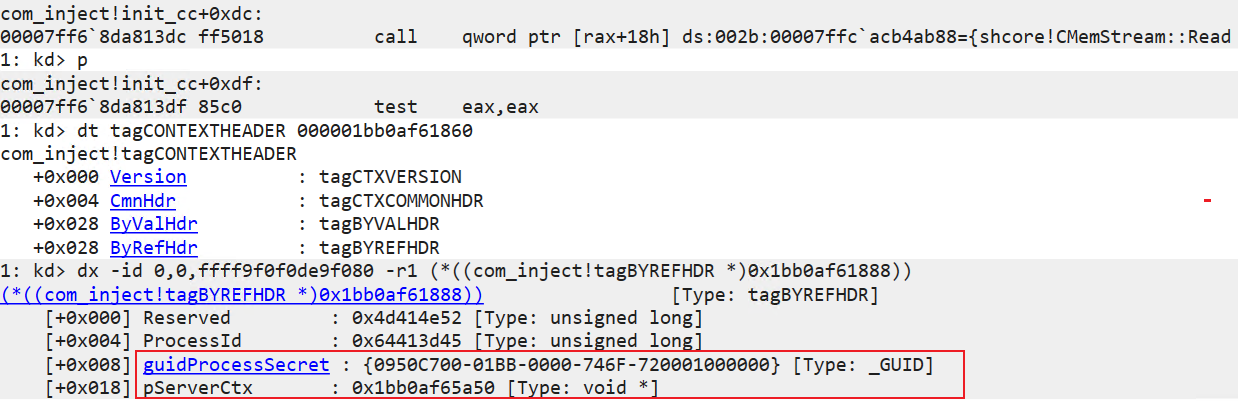 com_inject!init_cc+0xdc:
00007ff6`8da813dc ff5018          call    qword ptr [rax+18h] ds:002b:00007ffc`acb4ab88={shcore!CMemStream::Read
1: kd> p
com_inject!init_cc+0xdf:
00007ff6`8da813df 85c0            test    eax,eax
1: kd> dt tagCONTEXTHEADER 000001bb0af61860
com_inject!tagCONTEXTHEADER
   +0x000 Version          : tagCTXVERSION
   +0x004 CmnHdr           : tagCTXCOMMONHDR
   +0x028 ByValHdr         : tagBYVALHDR
   +0x028 ByRefHdr         : tagBYREFHDR
1: kd> dx -id 0,0,ffff9f0f0de9f080 -r1 (*((com_inject!tagBYREFHDR *)0x1bb0af61888))
(*((com_inject!tagBYREFHDR *)0x1bb0af61888))                 [Type: tagBYREFHDR]
    [+0x000] Reserved         : 0x4d414e52 [Type: unsigned long]
    [+0x004] ProcessId        : 0x64413d45 [Type: unsigned long]
    [+0x008] guidProcessSecret : {0950C700-01BB-0000-746F-720001000000} [Type: _GUID]
    [+0x018] pServerCtx       : 0x1bb0af65a50 [Type: void *]